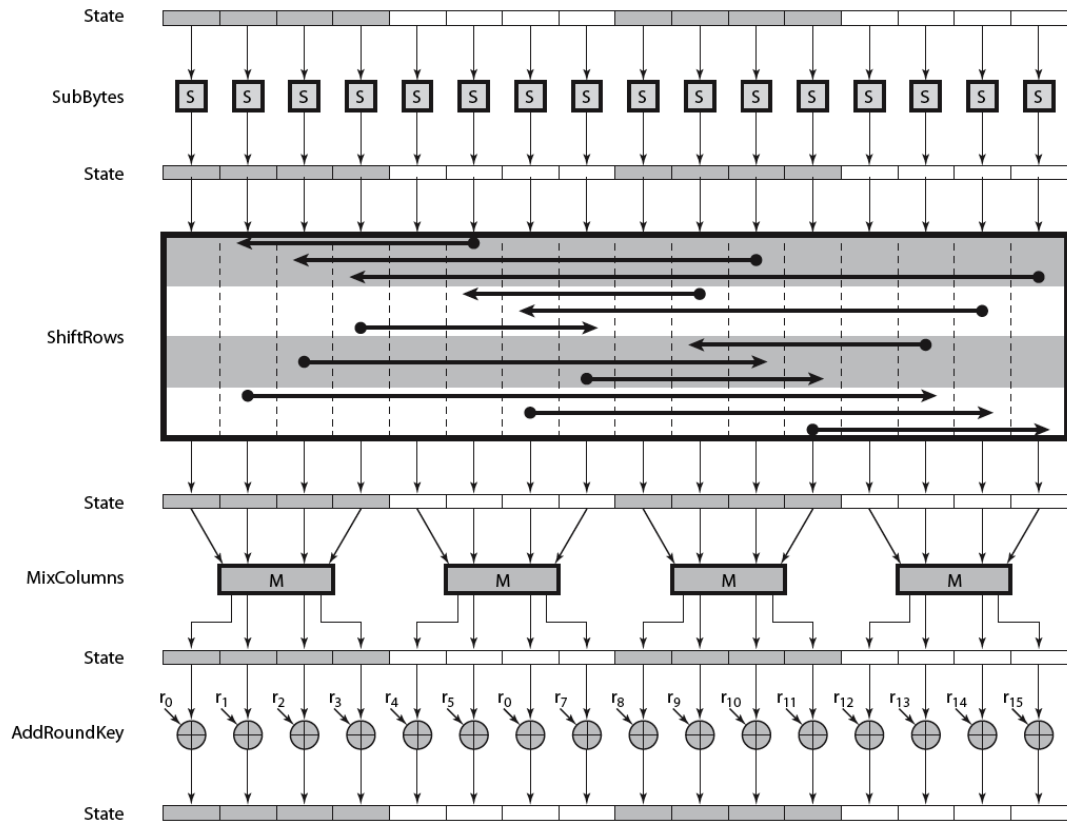 State
SubBytes S S S S S S S S S S S S S S S S
State
ShiftRows
State
MixColumns M M M M
State
r0 r1 r2 r3 r4 r5 r0 r7 r8 r9 r10 r11 r12 r13 r14 r15
AddRoundKey
State